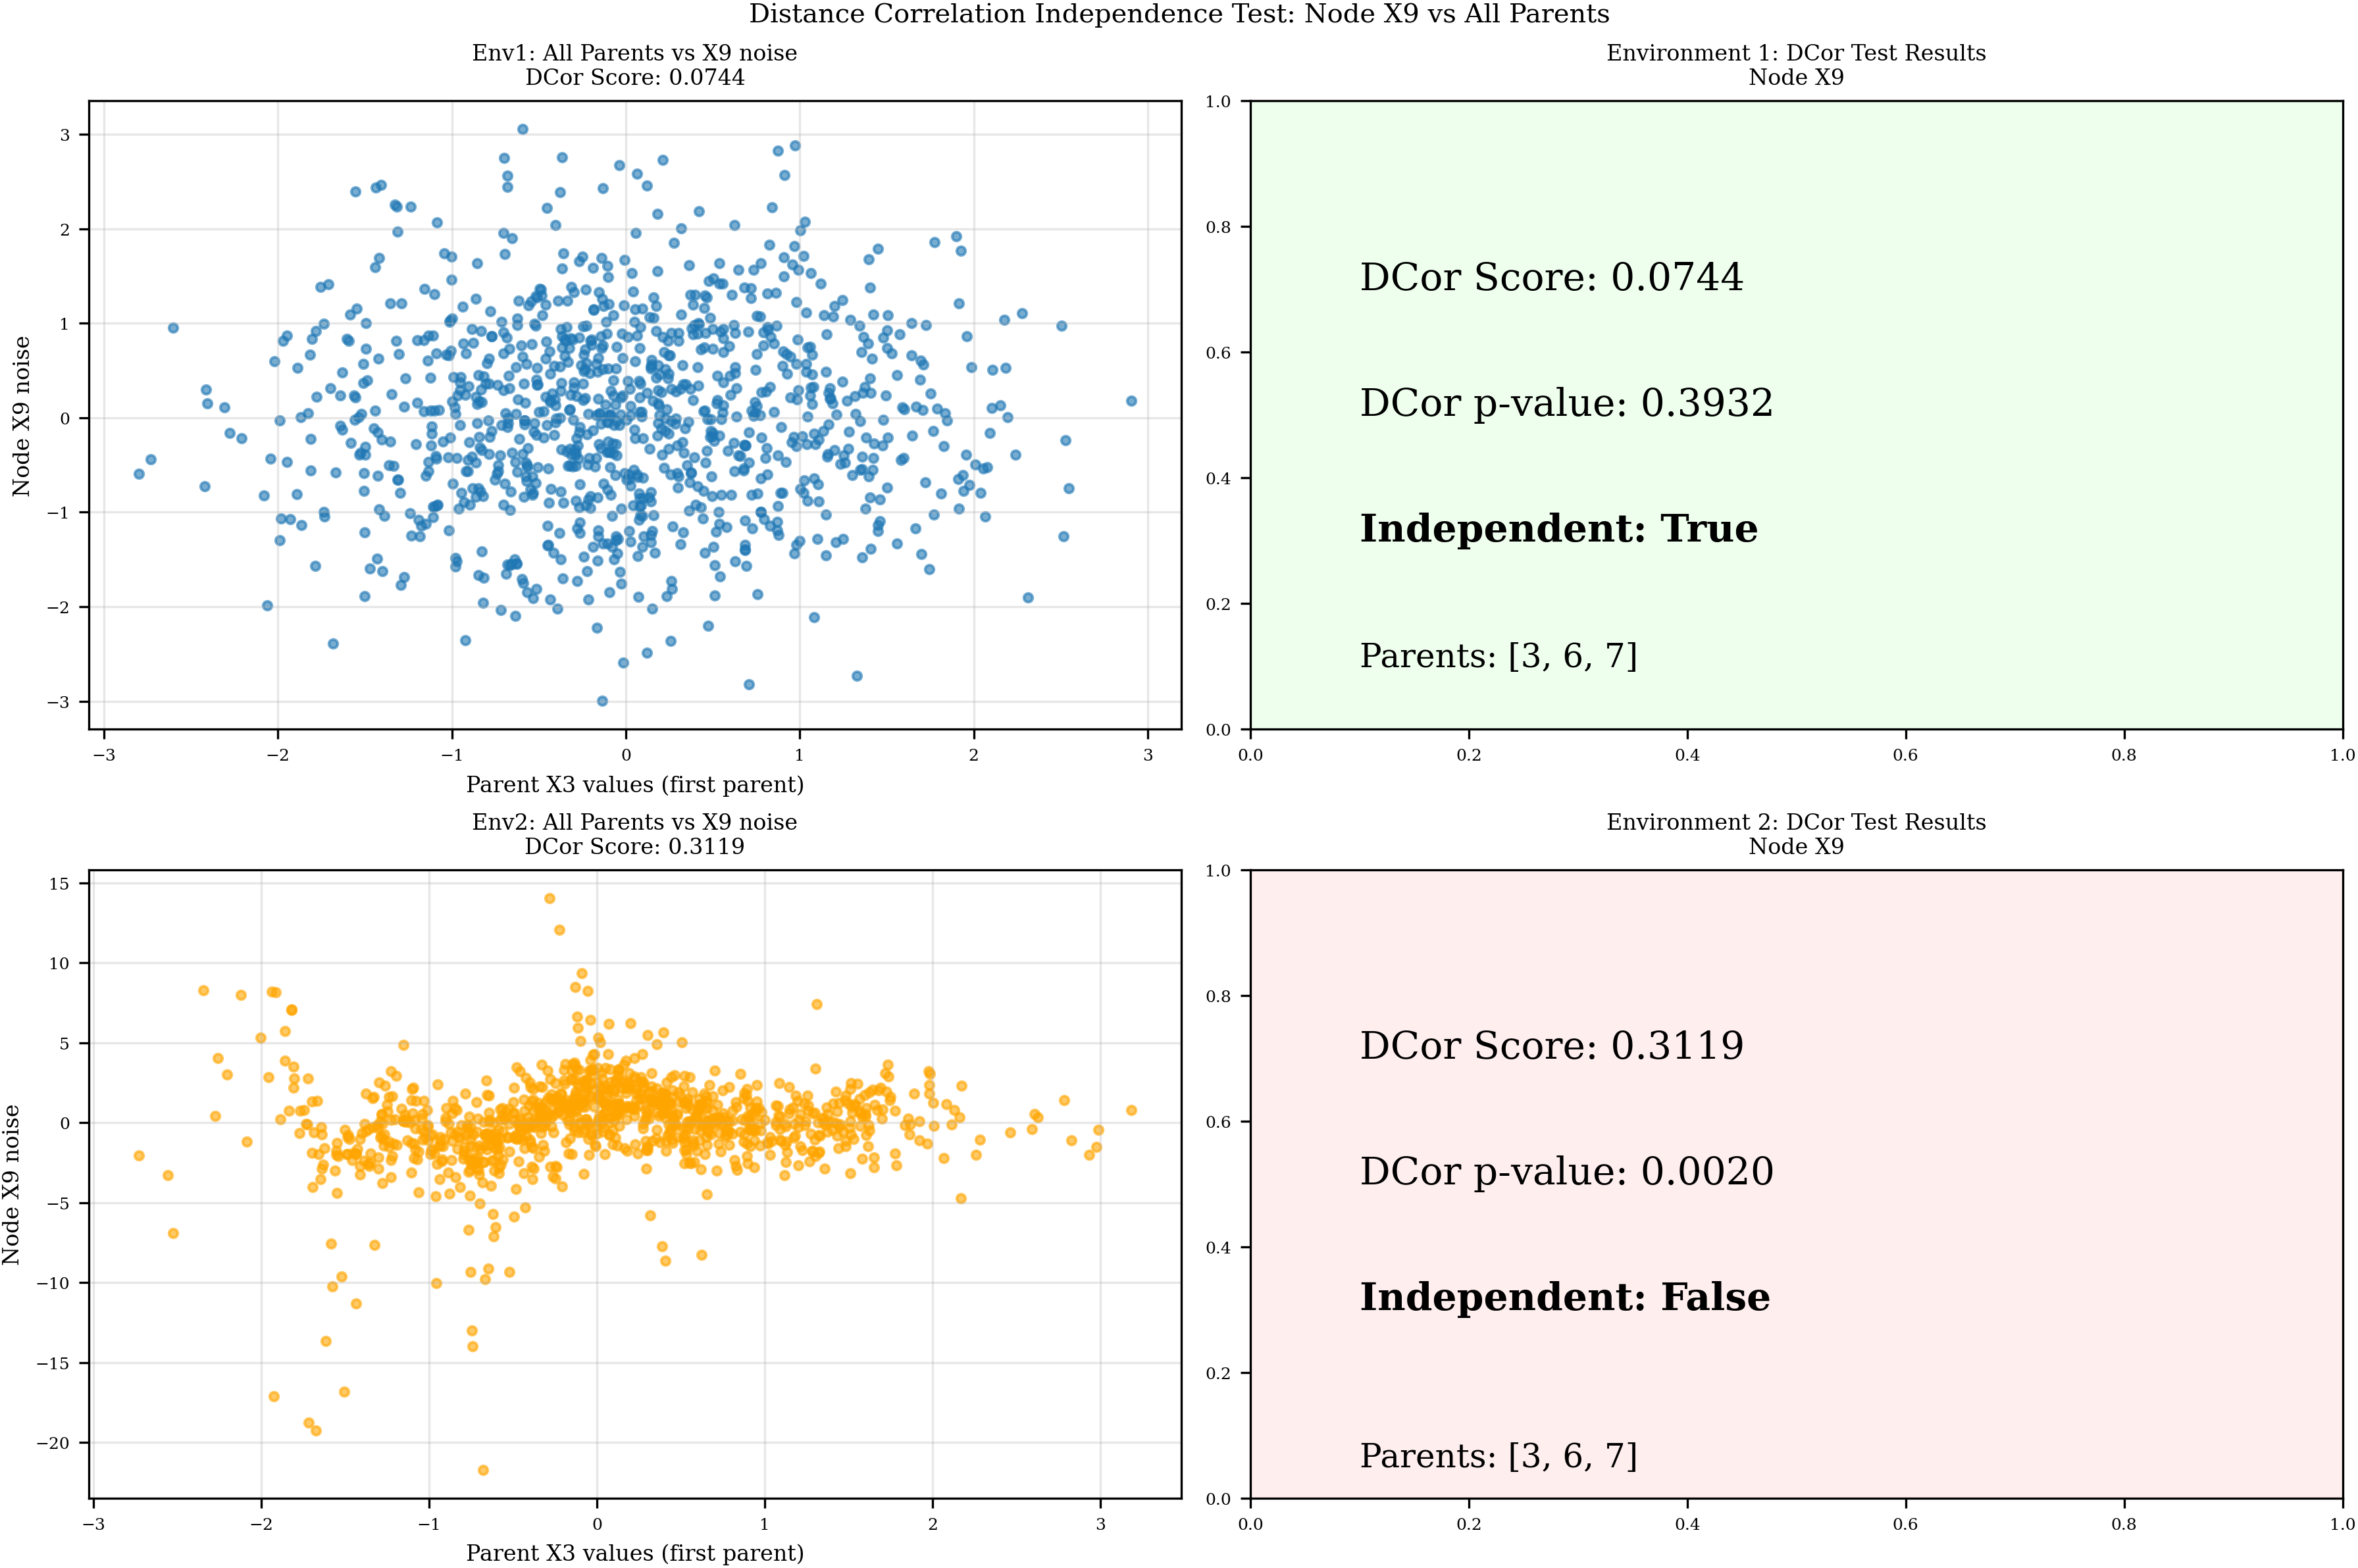 Distance Correlation Independence Test: Node X9 vs All Parents
Env1: All Parents vs X9 noise
DCor Score: 0.0744
3
2
1
0
−1
−2
−3
Node X9 noise
−3 −2 −1 0 1 2 3
Parent X3 values (first parent)
Environment 1: DCor Test Results
Node X9
1.0
0.8
0.6
0.4
0.2
0.0
DCor Score: 0.0744
DCor p-value: 0.3932
Independent: True
Parents: [3, 6, 7]
0.0 0.2 0.4 0.6 0.8 1.0
Env2: All Parents vs X9 noise
DCor Score: 0.3119
15
10
5
0
−5
−10
−15
−20
Node X9 noise
−3 −2 −1 0 1 2 3
Parent X3 values (first parent)
Environment 2: DCor Test Results
Node X9
1.0
0.8
0.6
0.4
0.2
0.0
DCor Score: 0.3119
DCor p-value: 0.0020
Independent: False
Parents: [3, 6, 7]
0.0 0.2 0.4 0.6 0.8 1.0